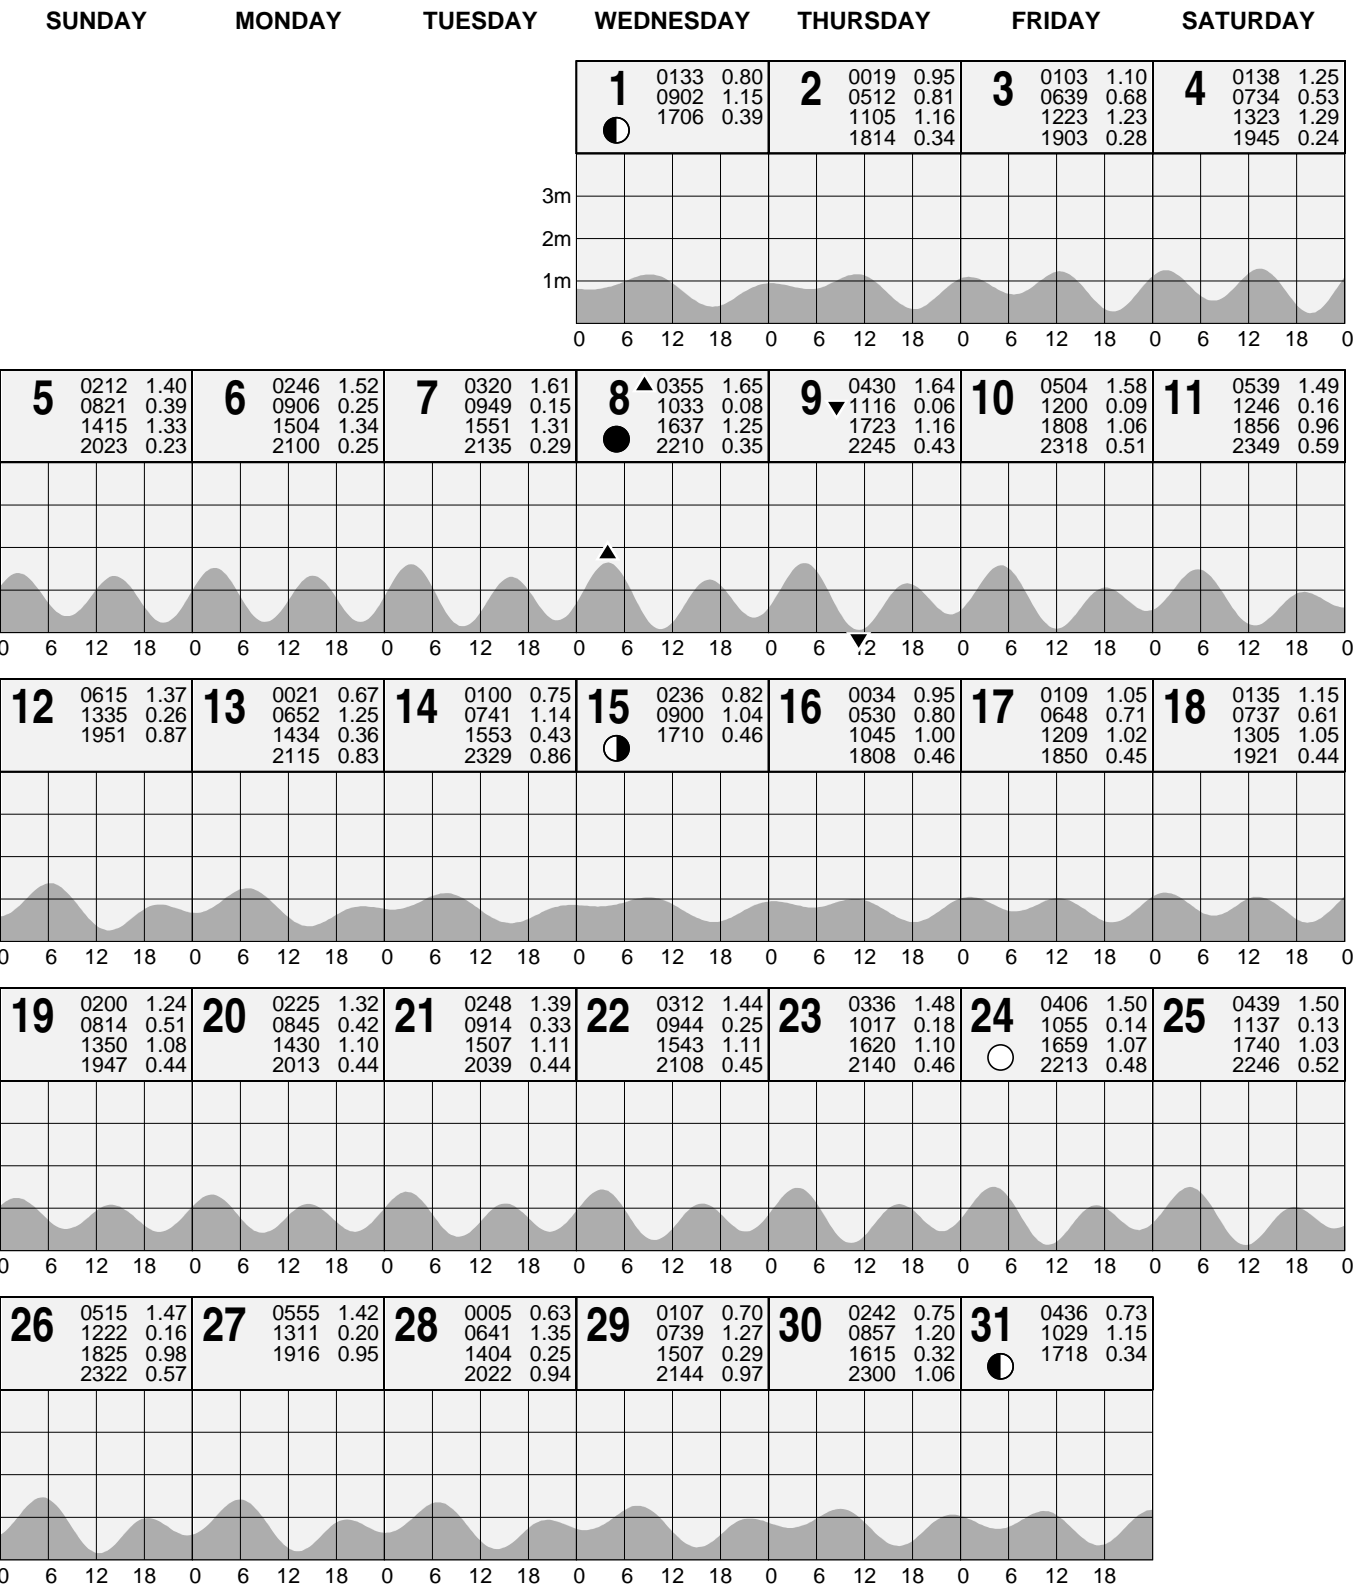 SUNDAY MONDAY TUESDAY WEDNESDAY THURSDAY FRIDAY SATURDAY
1 0133 0.80
0902 1.15
1706 0.39
2 0019 0.95
0512 0.81
1105 1.16
1814 0.34
3 0103 1.10
0639 0.68
1223 1.23
1903 0.28
4 0138 1.25
0734 0.53
1323 1.29
1945 0.24
3m
2m
1m
0 6 12 18 0 6 12 18 0 6 12 18 0 6 12 18 0
5 0212 1.40
0821 0.39
1415 1.33
2023 0.23
6 0246 1.52
0906 0.25
1504 1.34
2100 0.25
7 0320 1.61
0949 0.15
1551 1.31
2135 0.29
8 0355 1.65
1033 0.08
1637 1.25
2210 0.35
9 0430 1.64
1116 0.06
1723 1.16
2245 0.43
10 0504 1.58
1200 0.09
1808 1.06
2318 0.51
11 0539 1.49
1246 0.16
1856 0.96
2349 0.59
0 6 12 18 0 6 12 18 0 6 12 18 0 6 12 18 0 6 12 18 0 6 12 18 0 6 12 18 0
12 0615 1.37
1335 0.26
1951 0.87
13 0021 0.67
0652 1.25
1434 0.36
2115 0.83
14 0100 0.75
0741 1.14
1553 0.43
2329 0.86
15 0236 0.82
0900 1.04
1710 0.46
16 0034 0.95
0530 0.80
1045 1.00
1808 0.46
17 0109 1.05
0648 0.71
1209 1.02
1850 0.45
18 0135 1.15
0737 0.61
1305 1.05
1921 0.44
0 6 12 18 0 6 12 18 0 6 12 18 0 6 12 18 0 6 12 18 0 6 12 18 0 6 12 18 0
19 0200 1.24
0814 0.51
1350 1.08
1947 0.44
20 0225 1.32
0845 0.42
1430 1.10
2013 0.44
21 0248 1.39
0914 0.33
1507 1.11
2039 0.44
22 0312 1.44
0944 0.25
1543 1.11
2108 0.45
23 0336 1.48
1017 0.18
1620 1.10
2140 0.46
24 0406 1.50
1055 0.14
1659 1.07
2213 0.48
25 0439 1.50
1137 0.13
1740 1.03
2246 0.52
0 6 12 18 0 6 12 18 0 6 12 18 0 6 12 18 0 6 12 18 0 6 12 18 0 6 12 18 0
26 0515 1.47
1222 0.16
1825 0.98
2322 0.57
27 0555 1.42
1311 0.20
1916 0.95
28 0005 0.63
0641 1.35
1404 0.25
2022 0.94
29 0107 0.70
0739 1.27
1507 0.29
2144 0.97
30 0242 0.75
0857 1.20
1615 0.32
2300 1.06
31 0436 0.73
1029 1.15
1718 0.34
0 6 12 18 0 6 12 18 0 6 12 18 0 6 12 18 0 6 12 18 0 6 12 18